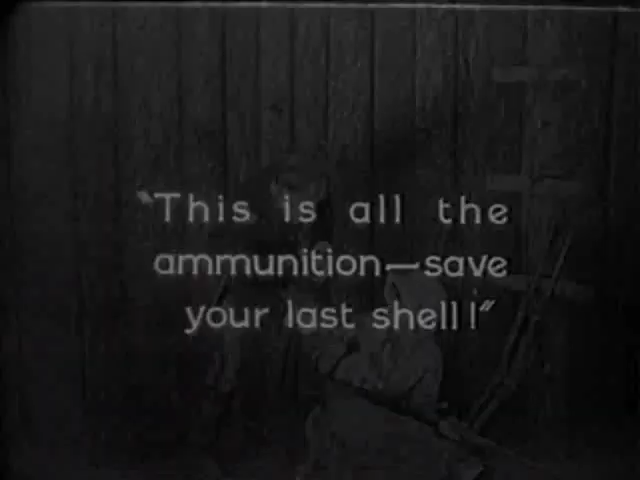 "This is all the
ammunition—save
your last shell!"